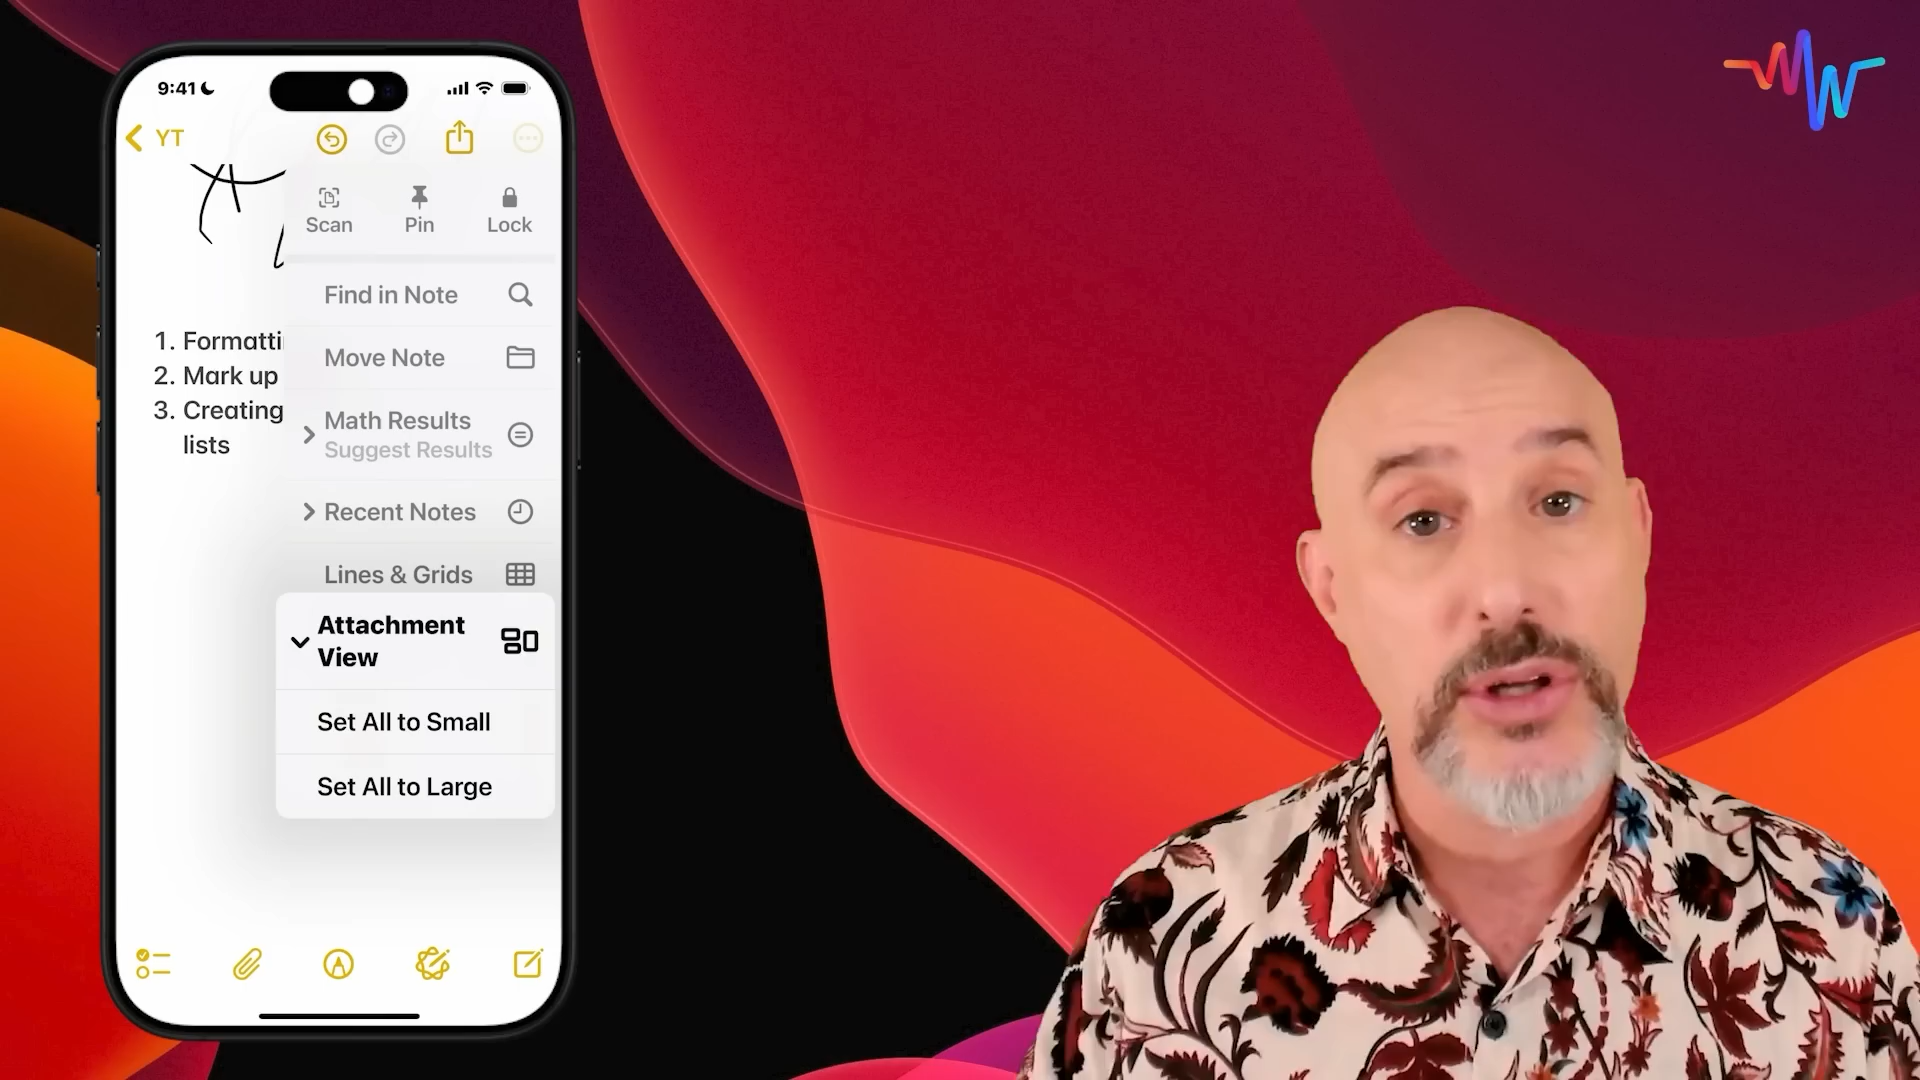 9:41
YT
Scan Pin Lock
Find in Note
Move Note
Math Results
Suggest Results
Recent Notes
Lines & Grids
Attachment
View
Set All to Small
Set All to Large
1. Formatti
2. Mark up
3. Creating
lists
MW